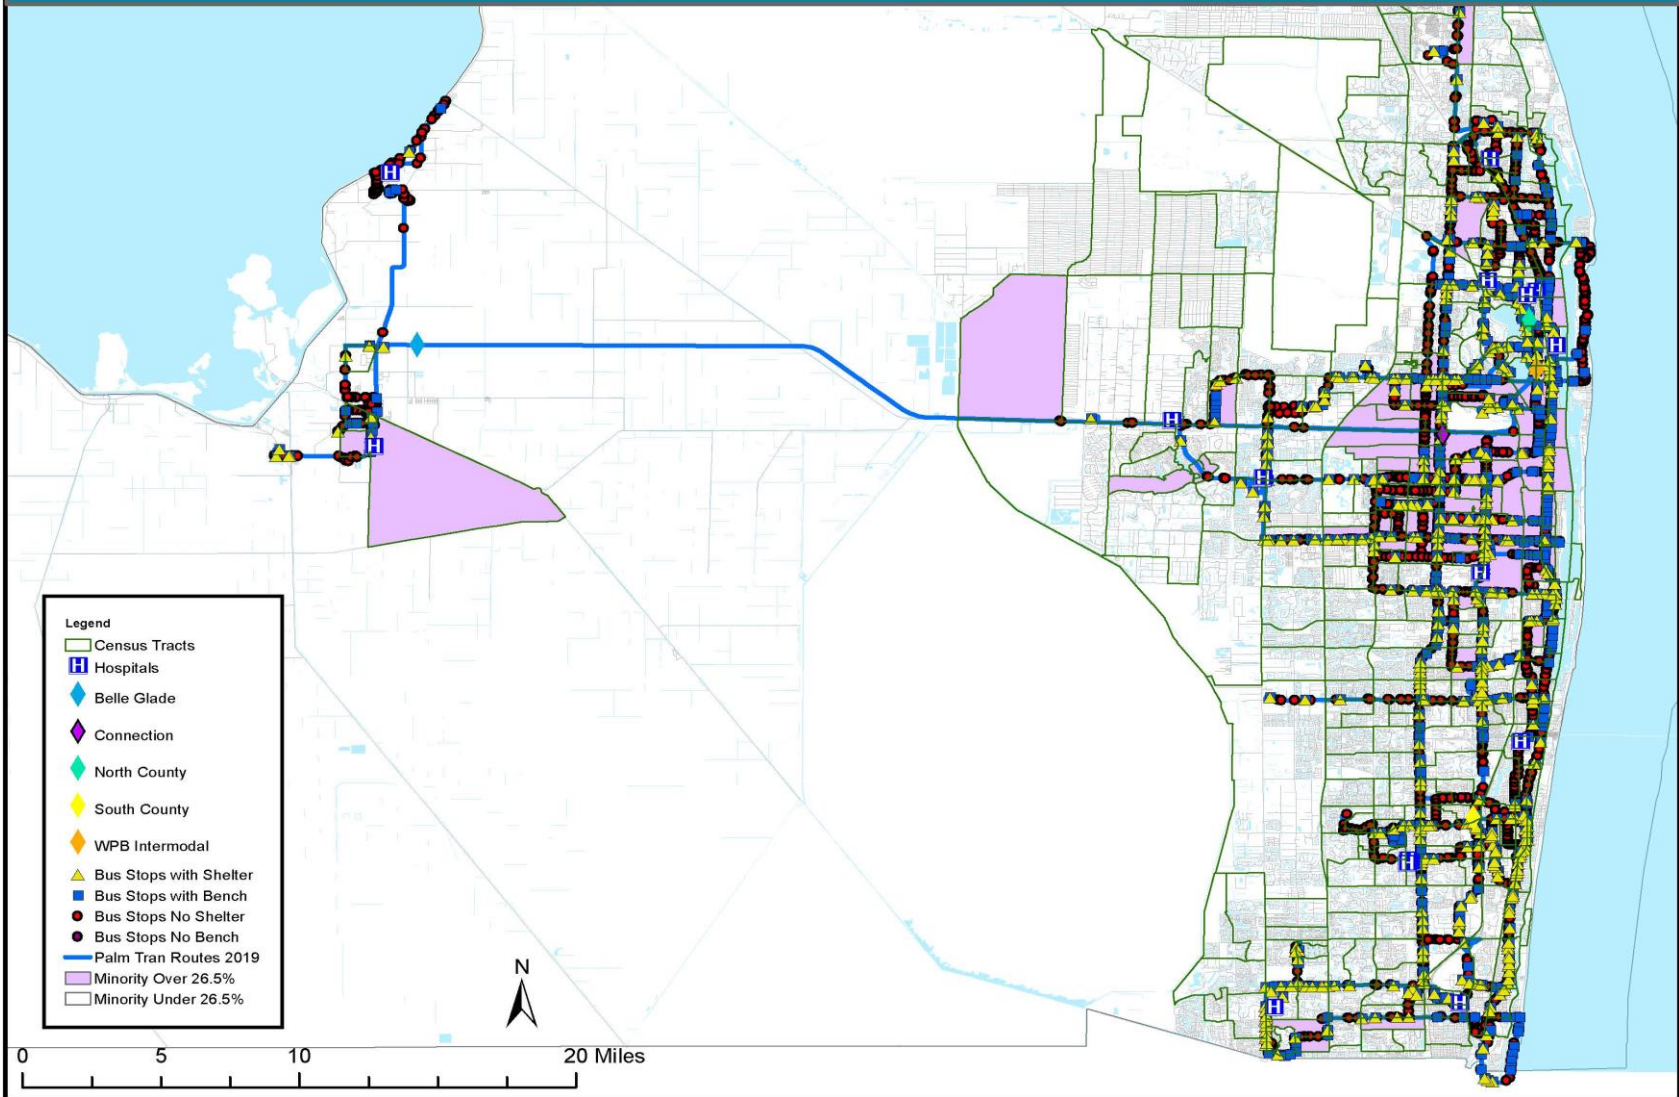 Legend
Census Tracts
H Hospitals
Belle Glade
Connection
North County
South County
WPB Intermodal
Bus Stops with Shelter
Bus Stops with Bench
Bus Stops No Shelter
Bus Stops No Bench
Palm Tran Routes 2019
Minority Over 26.5%
Minority Under 26.5%
N
0 5 10 20 Miles
H
H
H
H
H
H
H
H
H
H
H
H
H
H